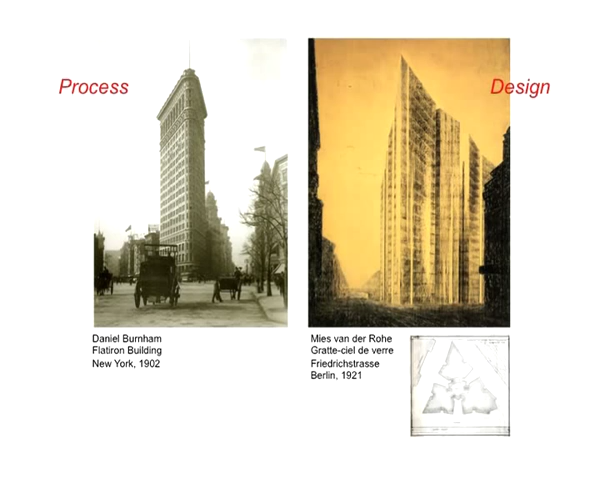 Process
Design
Daniel Burnham
Flatiron Building
New York, 1902
Mies van der Rohe
Gratte-ciel de verre
Friedrichstrasse
Berlin, 1921